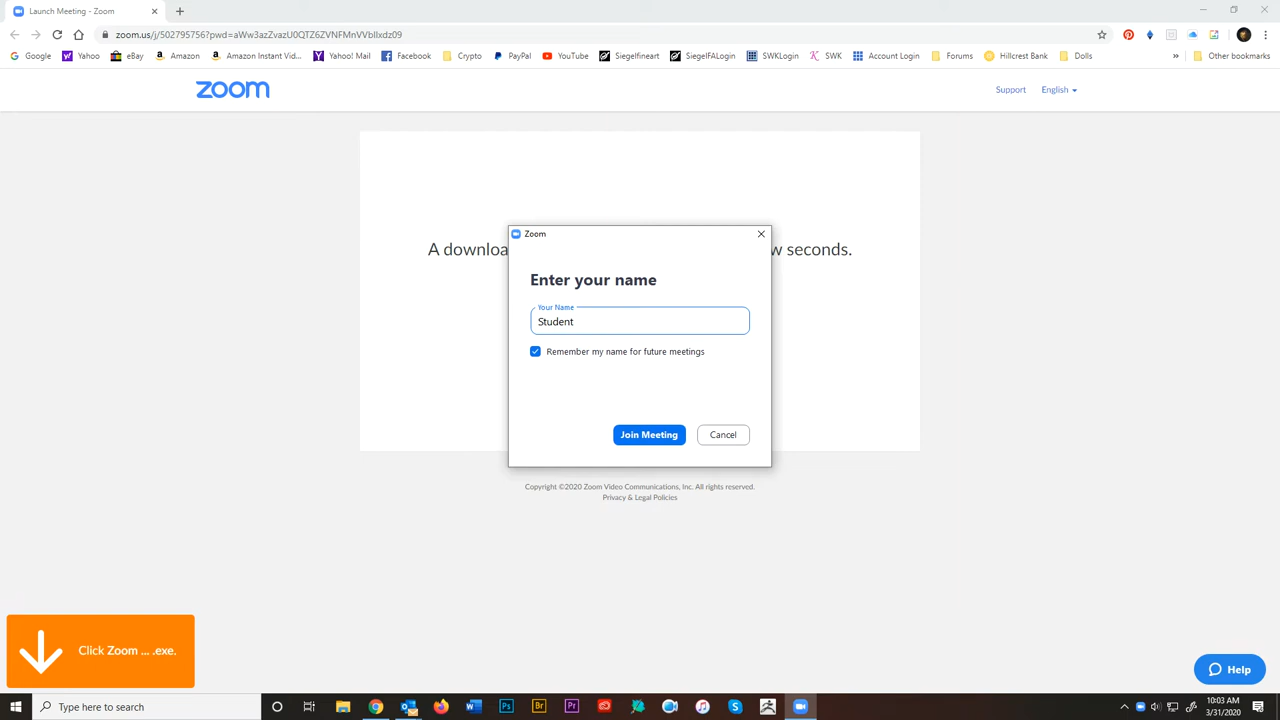 Launch Meeting - Zoom
zoom.us/j/502795756?pwd=aWw3azZvazU0QTZ6ZVNFMnVVbllxdz09
Google Yahoo eBay Amazon Amazon Instant Vid... Yahoo! Mail Facebook Crypto PayPal YouTube Siegelfineart SiegelFALogin SWKLogin SWK Account Login Forums Hillcrest Bank Dolls » Other bookmarks
zoom Support English
A downloa w seconds.
Zoom
Enter your name
Your Name
Student
Remember my name for future meetings
Join Meeting Cancel
Copyright ©2020 Zoom Video Communications, Inc. All rights reserved.
Privacy & Legal Policies
Click Zoom ... .exe.
Help
Type here to search
10:03 AM
3/31/2020